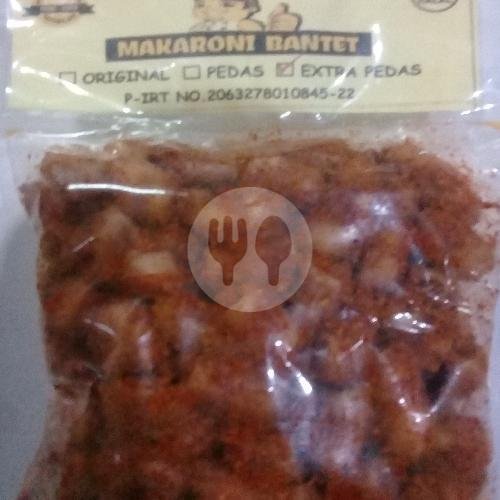 MAKARONI BANTET
ORIGINAL PEDAS EXTRA PEDAS
P-IRT NO.2063278010845-22